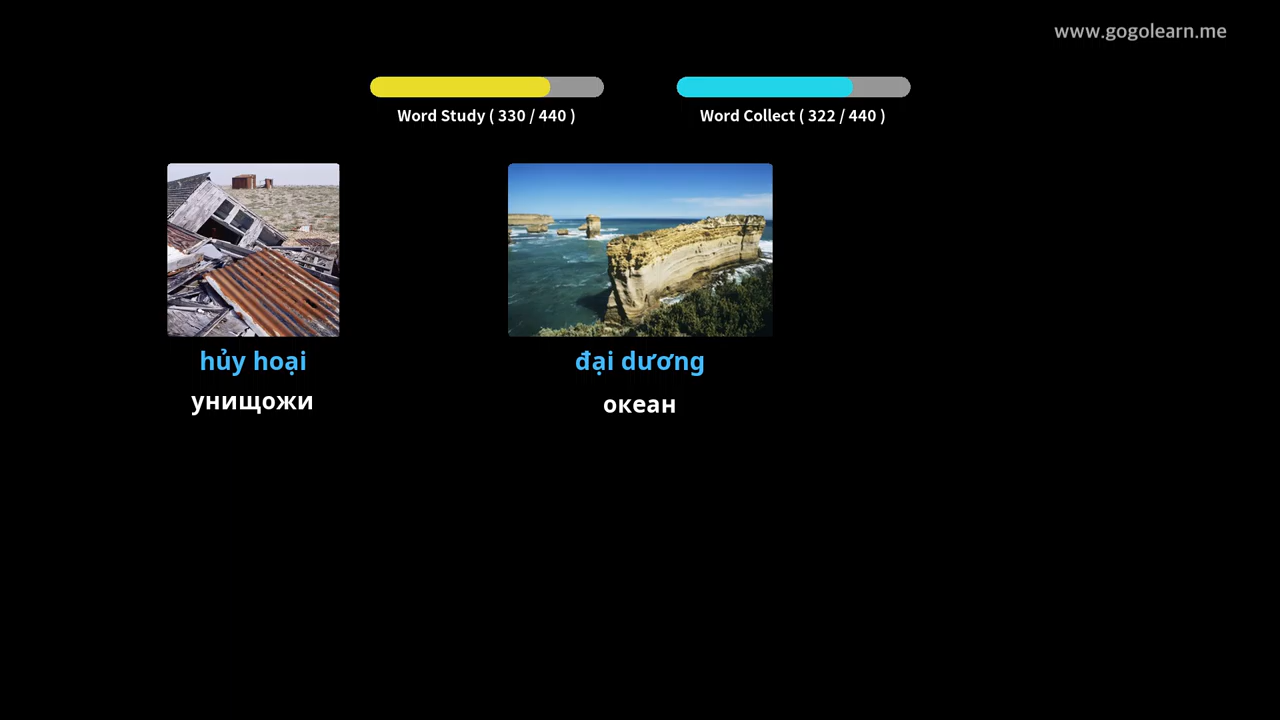 www.gogolearn.me
Word Study ( 330 / 440 )
Word Collect ( 322 / 440 )
hủy hoại
унищожи
đại dương
океан